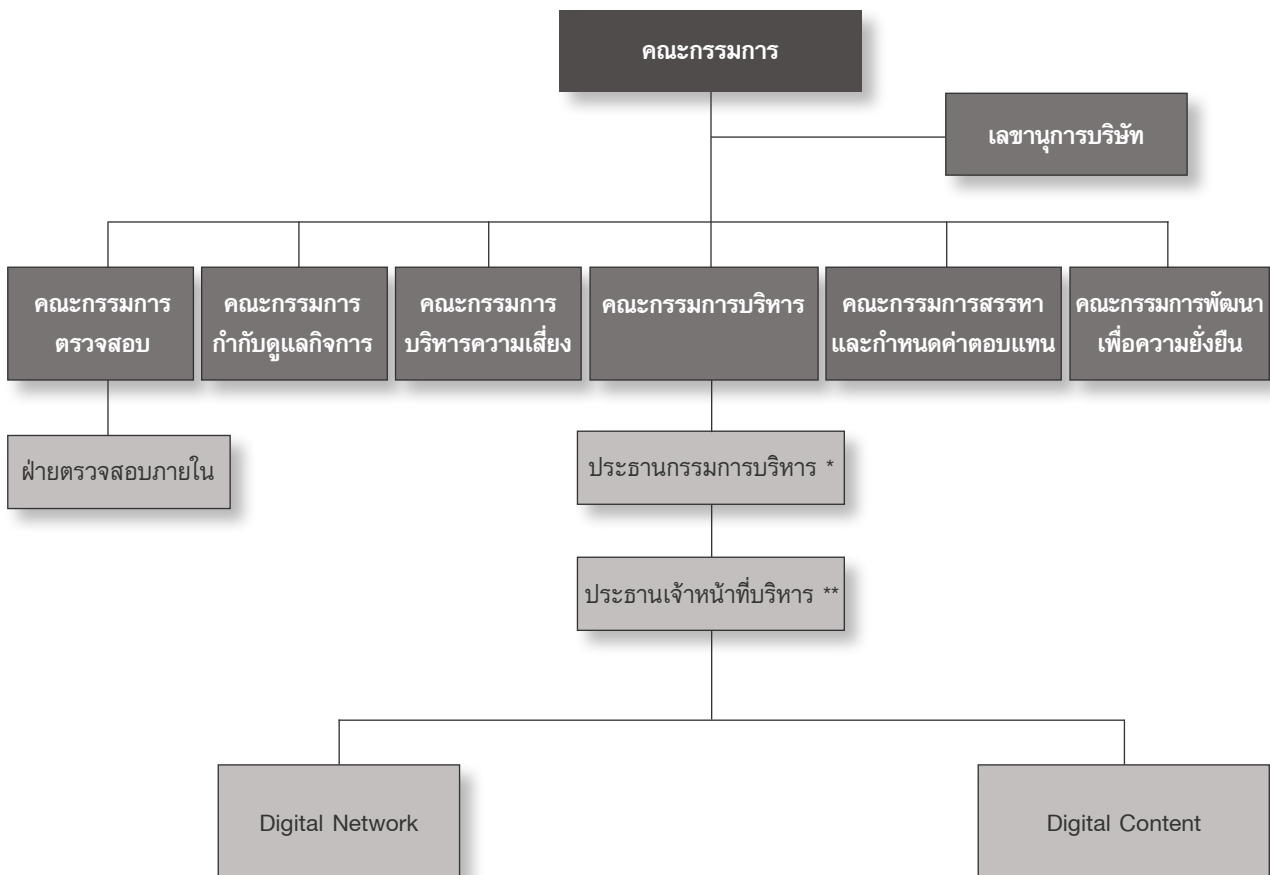 คณะกรรมการ
เลขานุการบริษัท
คณะกรรมการ
ตรวจสอบ
คณะกรรมการ
กำกับดูแลกิจการ
คณะกรรมการ
บริหารความเสี่ยง
คณะกรรมการบริหาร
คณะกรรมการสรรหา
และกำหนดค่าตอบแทน
คณะกรรมการพัฒนา
เพื่อความยั่งยืน
ฝ่ายตรวจสอบภายใน
ประธานกรรมการบริหาร *
ประธานเจ้าหน้าที่บริหาร **
Digital Network
Digital Content